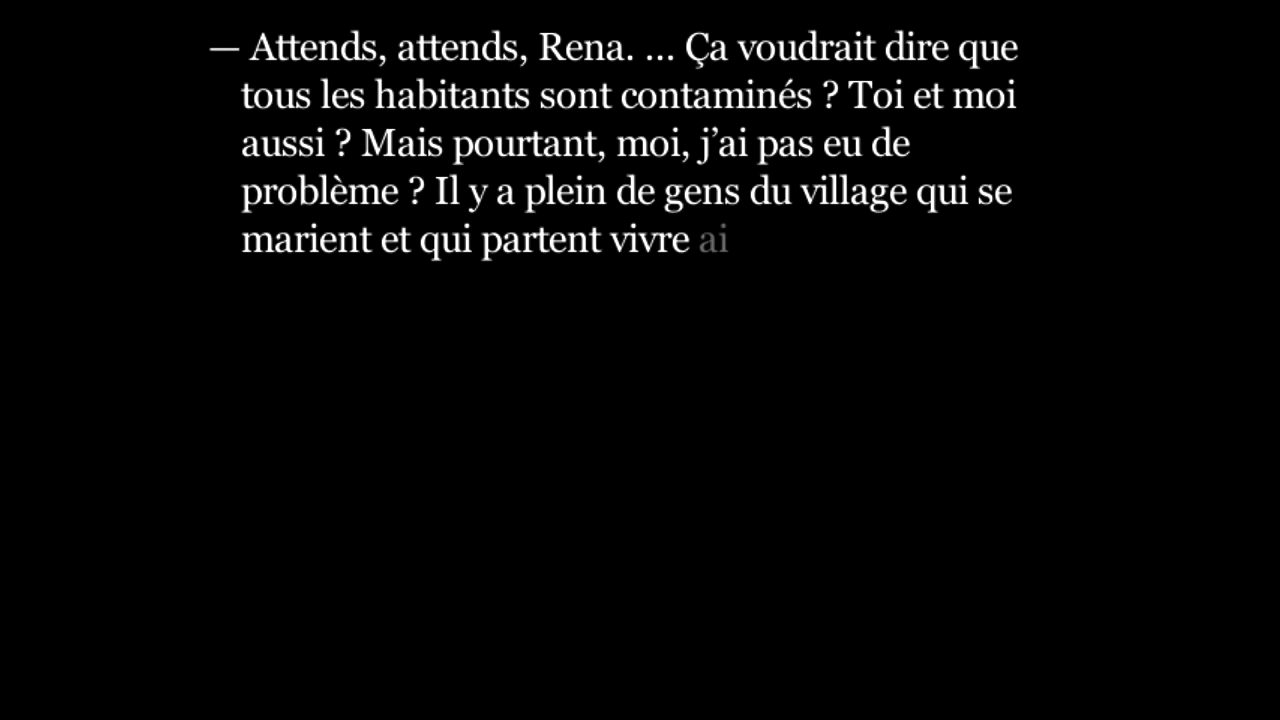 — Attends, attends, Rena. ... Ça voudrait dire que
tous les habitants sont contaminés ? Toi et moi
aussi ? Mais pourtant, moi, j’ai pas eu de
problème ? Il y a plein de gens du village qui se
marient et qui partent vivre ai